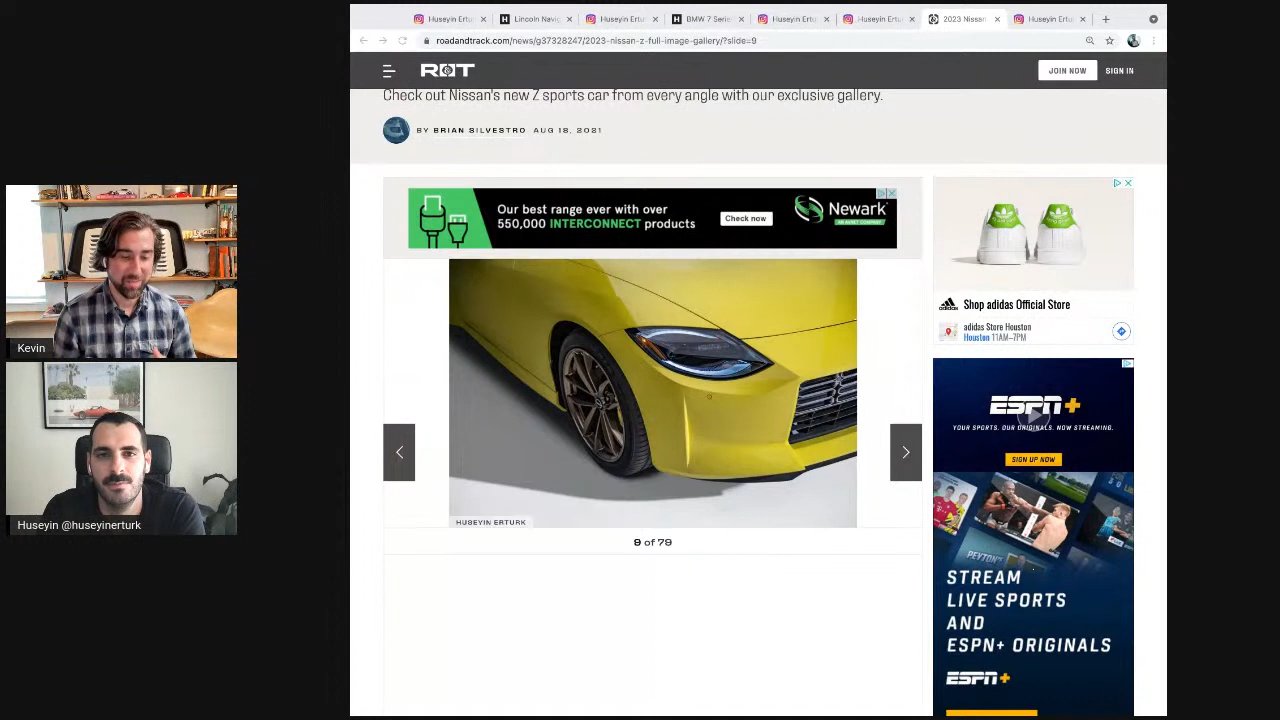 Huseyin Ertu
Lincoln Navig
Huseyin Ertu
BMW 7 Serie
Huseyin Ertu
Huseyin Ertu
2023 Nissan
Huseyin Ertu
roadandtrack.com/news/g37328247/2023-nissan-z-full-image-gallery/?slide=9
R&T
JOIN NOW
SIGN IN
Check out Nissan's new Z sports car from every angle with our exclusive gallery.
BY BRIAN SILVESTRO AUG 18, 2021
Our best range ever with over
550,000 INTERCONNECT products
Check now
Newark
AN AVNET COMPANY
Shop adidas Official Store
adidas Store Houston
Houston 11AM–7PM
ESPN+
YOUR SPORTS. OUR ORIGINALS. NOW STREAMING.
SIGN UP NOW
PEYTON'S
STREAM
LIVE SPORTS
AND
ESPN+ ORIGINALS
ESPN+
HUSEYIN ERTURK
9 of 79
Kevin
Huseyin @huseyinerturk